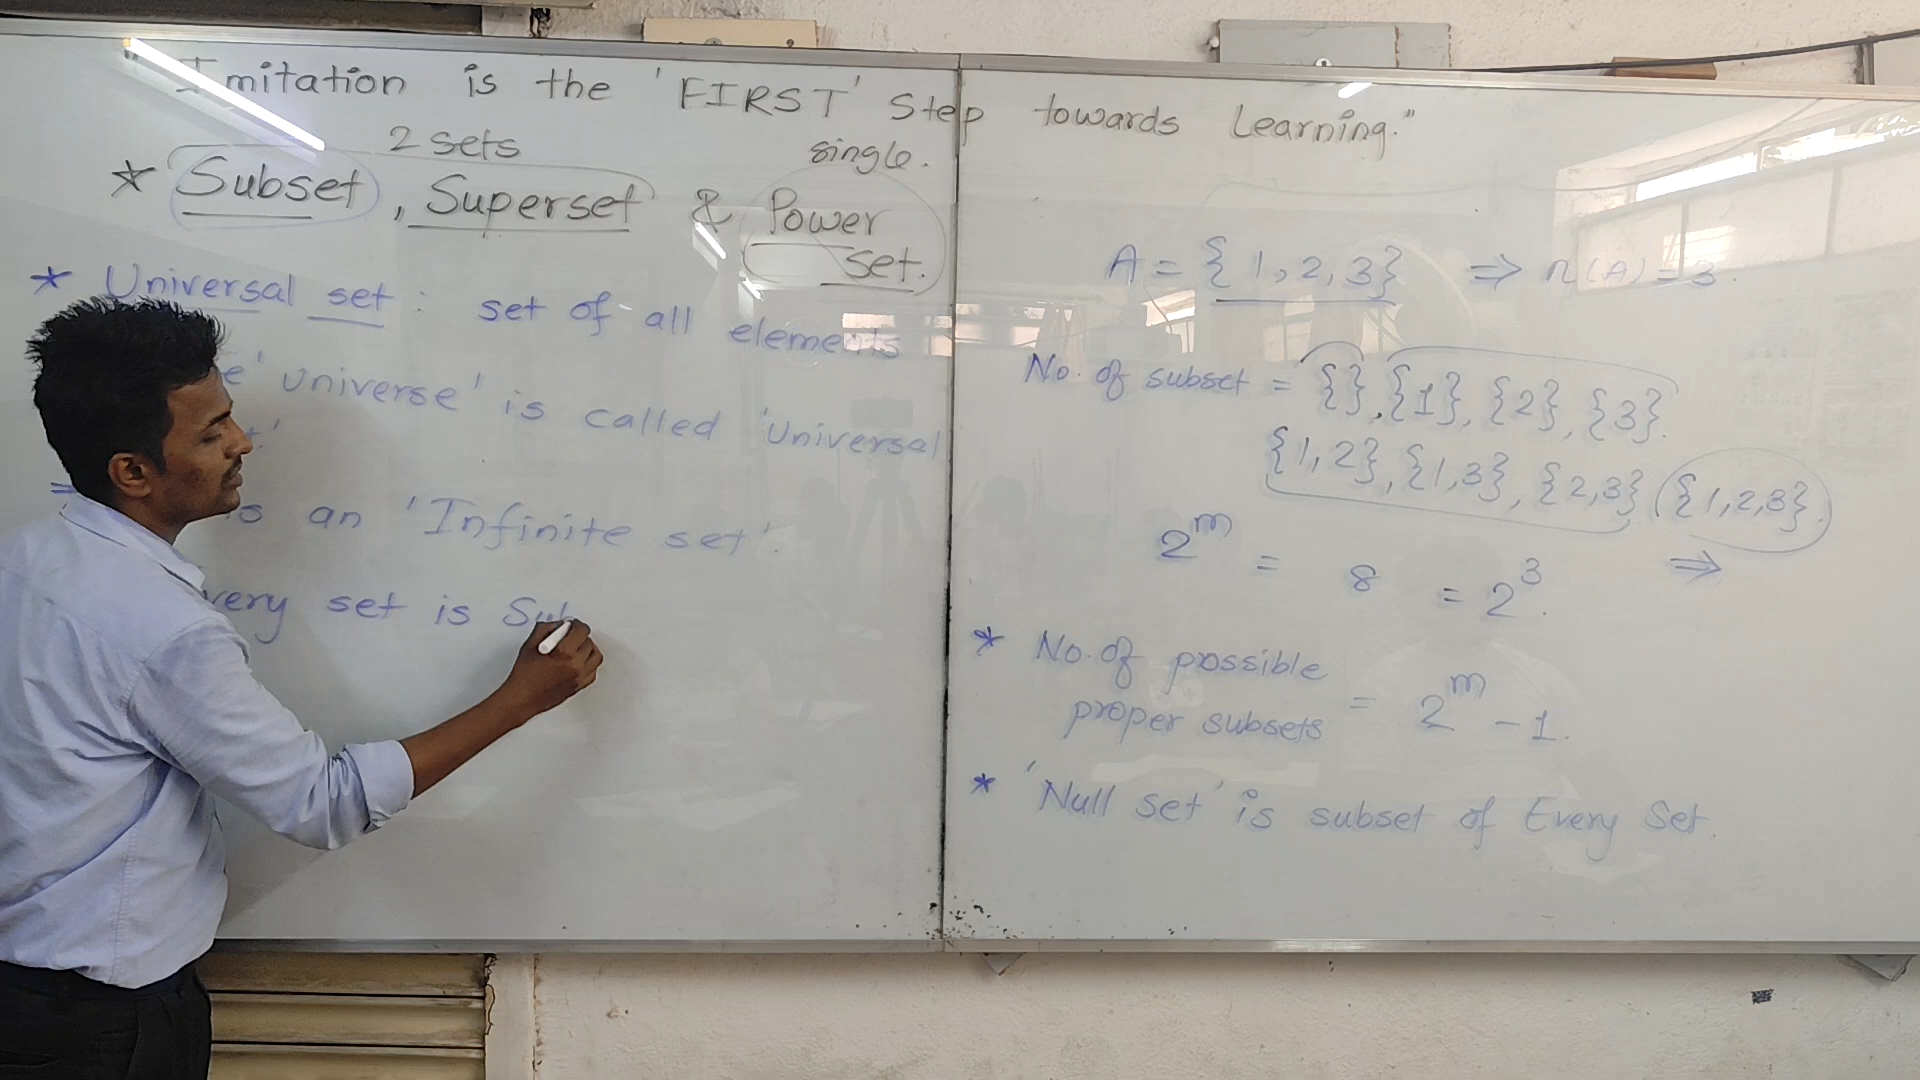 " Imitation is the 'FIRST' Step towards Learning."
2 sets single.
* Subset, Superset & Power
set.
* Universal set : set of all elements
'universe' is called 'Universal
is an 'Infinite set'.
set is Sub
A = { 1, 2, 3} ⇒ n(A) = 3.
No. of subset = {}, {1}, {2}, {3}.
{1, 2}, {1,3}, {2,3} {1,2,3}.
2^m = 8 = 2^3. ⇒
* No. of possible
proper subsets = 2^m - 1.
* 'Null set' is subset of Every Set.